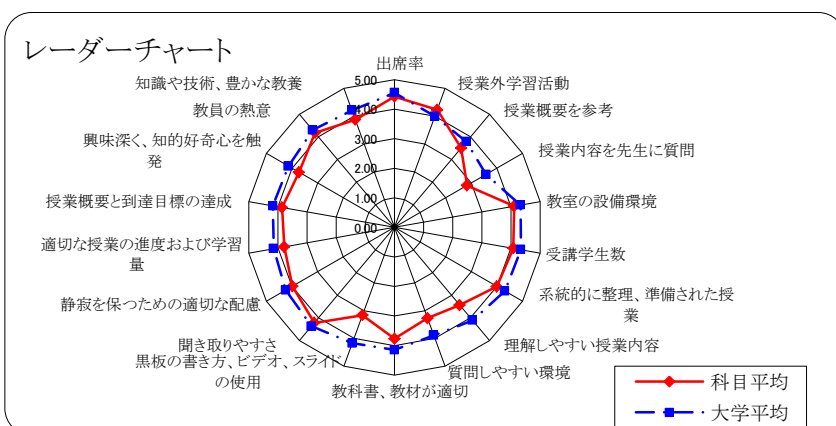 レーダーチャート
出席率
授業外学習活動
授業概要を参考
授業内容を先生に質問
教室の設備環境
受講学生数
系統的に整理、準備された授
業
理解しやすい授業内容
質問しやすい環境
教科書、教材が適切
黒板の書き方、ビデオ、スライド
の使用
聞き取りやすさ
静寂を保つための適切な配慮
適切な授業の進度および学習
量
授業概要と到達目標の達成
興味深く、知的好奇心を触
発
教員の熱意
知識や技術、豊かな教養
5.00
4.00
3.00
2.00
1.00
0.00
科目平均
大学平均